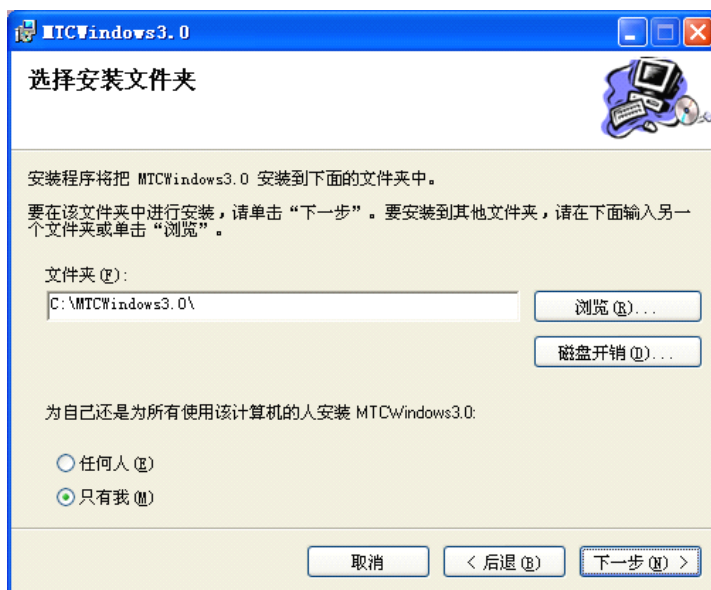 MTCWindows3.0
选择安装文件夹
安装程序将把 MTCWindows3.0 安装到下面的文件夹中。
要在该文件夹中进行安装，请单击“下一步”。要安装到其他文件夹，请在下面输入另一
个文件夹或单击“浏览”。
文件夹(F):
C:\MTCWindows3.0\
浏览(R)...
磁盘开销(D)...
为自己还是为所有使用该计算机的人安装 MTCWindows3.0:
任何人(E)
只有我(M)
取消
< 后退(B)
下一步(N) >